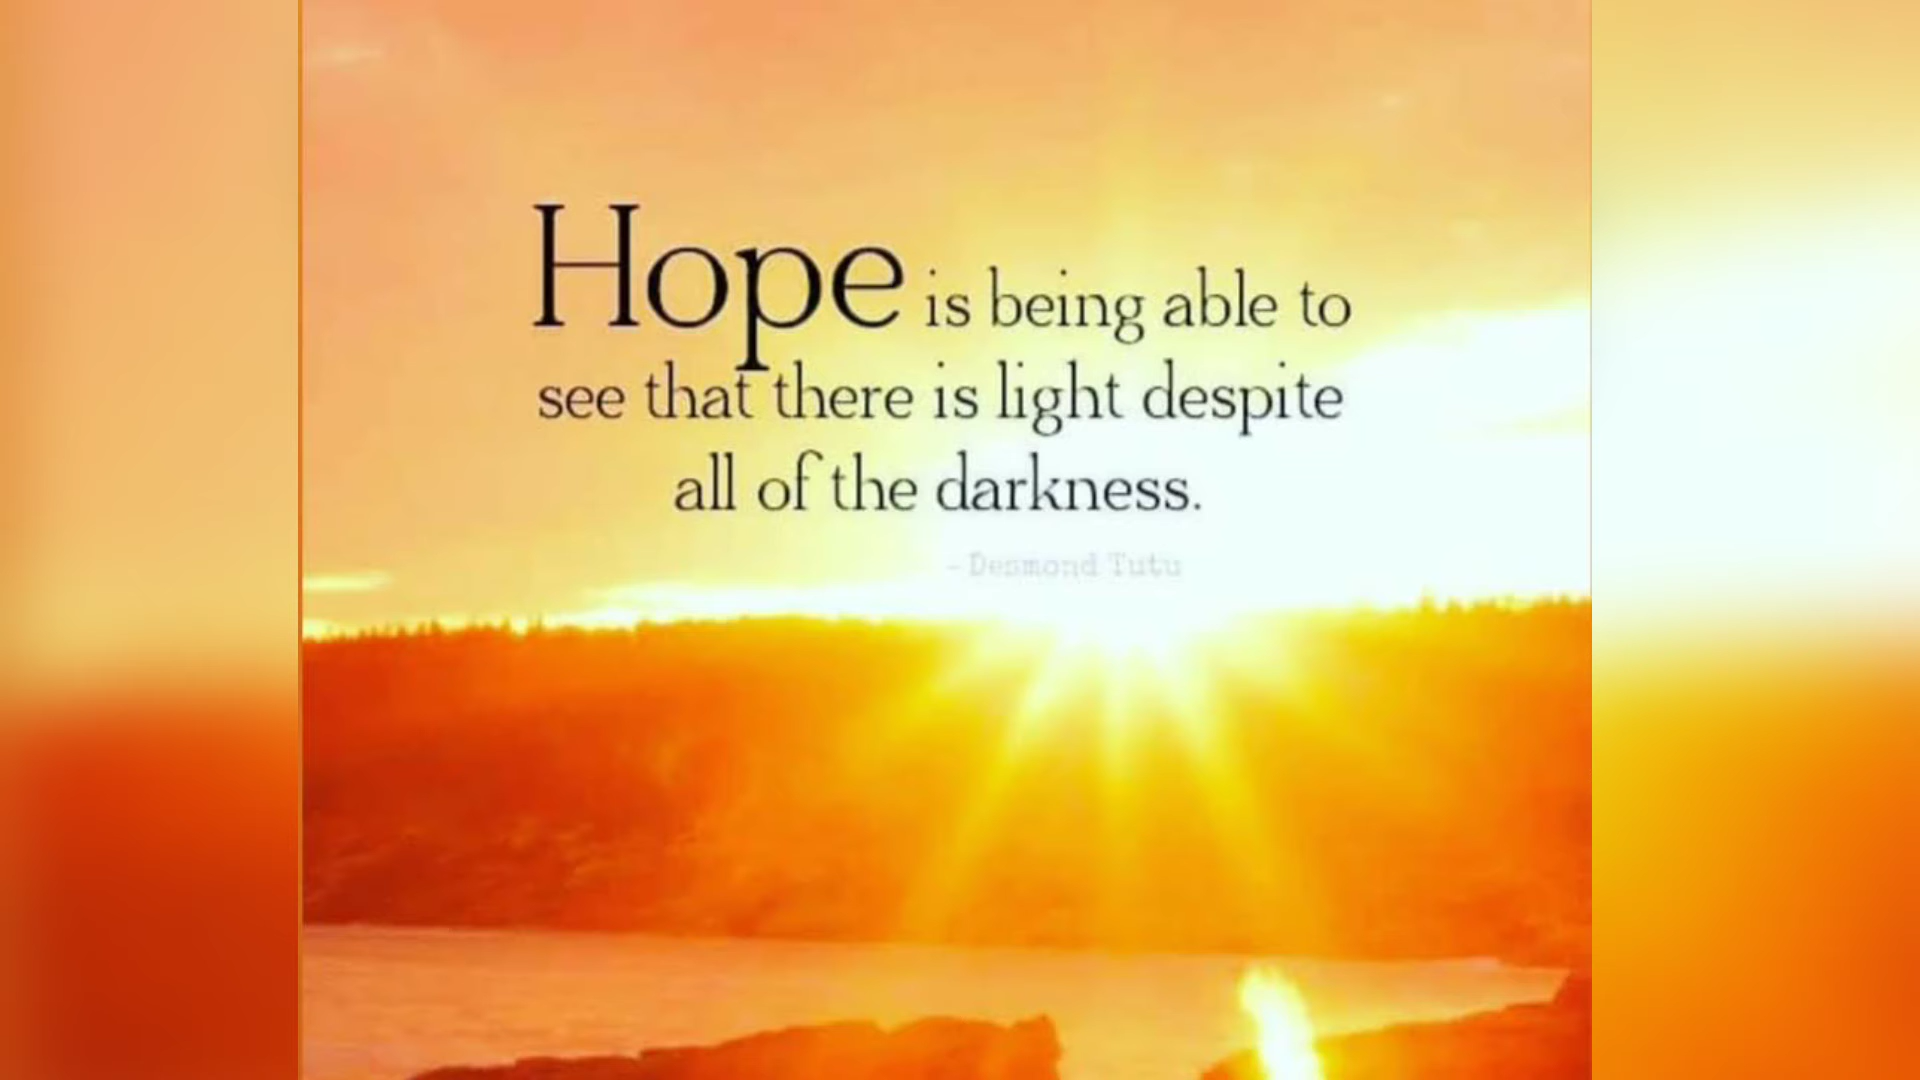 Hope is being able to
see that there is light despite
all of the darkness.
- Desmond Tutu